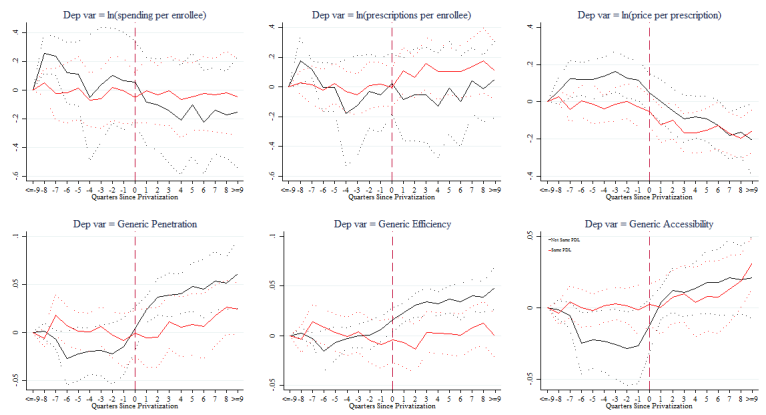 Dep var = ln(spending per enrollee)
.4
.2
0
-.2
-.4
-.6
<=-9-8 -7 -6 -5 -4 -3 -2 -1 0 1 2 3 4 5 6 7 8 >=9
Quarters Since Privatization
Dep var = ln(prescriptions per enrollee)
.4
.2
0
-.2
-.4
-.6
<=-9-8 -7 -6 -5 -4 -3 -2 -1 0 1 2 3 4 5 6 7 8 >=9
Quarters Since Privatization
Dep var = ln(price per prescription)
.4
.2
0
-.2
-.4
<=-9-8 -7 -6 -5 -4 -3 -2 -1 0 1 2 3 4 5 6 7 8 >=9
Quarters Since Privatization
Dep var = Generic Penetration
.1
.05
0
-.05
<=-9-8 -7 -6 -5 -4 -3 -2 -1 0 1 2 3 4 5 6 7 8 >=9
Quarters Since Privatization
Dep var = Generic Efficiency
.1
.05
0
-.05
<=-9-8 -7 -6 -5 -4 -3 -2 -1 0 1 2 3 4 5 6 7 8 >=9
Quarters Since Privatization
Dep var = Generic Accessibility
Not Same PDL
Same PDL
.05
0
-.05
<=-9-8 -7 -6 -5 -4 -3 -2 -1 0 1 2 3 4 5 6 7 8 >=9
Quarters Since Privatization